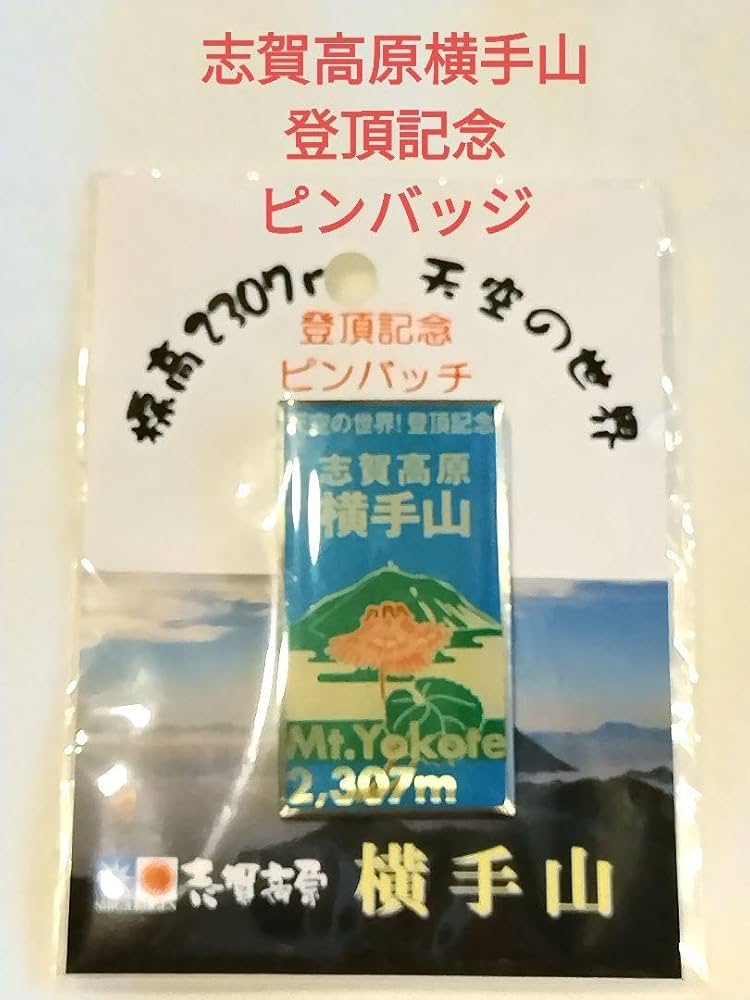 志賀高原横手山
登頂記念
ピンバッジ
標高2307m 天空の世界
登頂記念
ピンバッチ
天空の世界!登頂記念
志賀高原
横手山
Mt.Yokote
2,307m
志賀高原 横手山